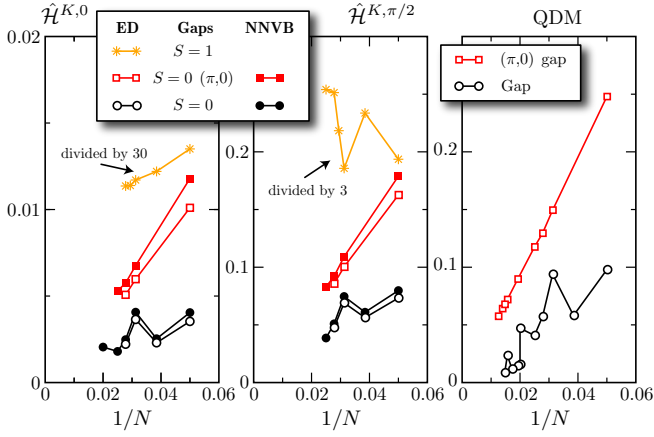 Ĥ^{K,0} Ĥ^{K,π/2} QDM
ED Gaps NNVB
S = 1
S = 0 (π,0)
S = 0
(π,0) gap
Gap
0.02
0.01
0
divided by 30
0.2
0.1
0
divided by 3
0.2
0.1
0
0 0.02 0.04 0.06 0.02 0.04 0.06 0.02 0.04 0.06
1/N 1/N 1/N